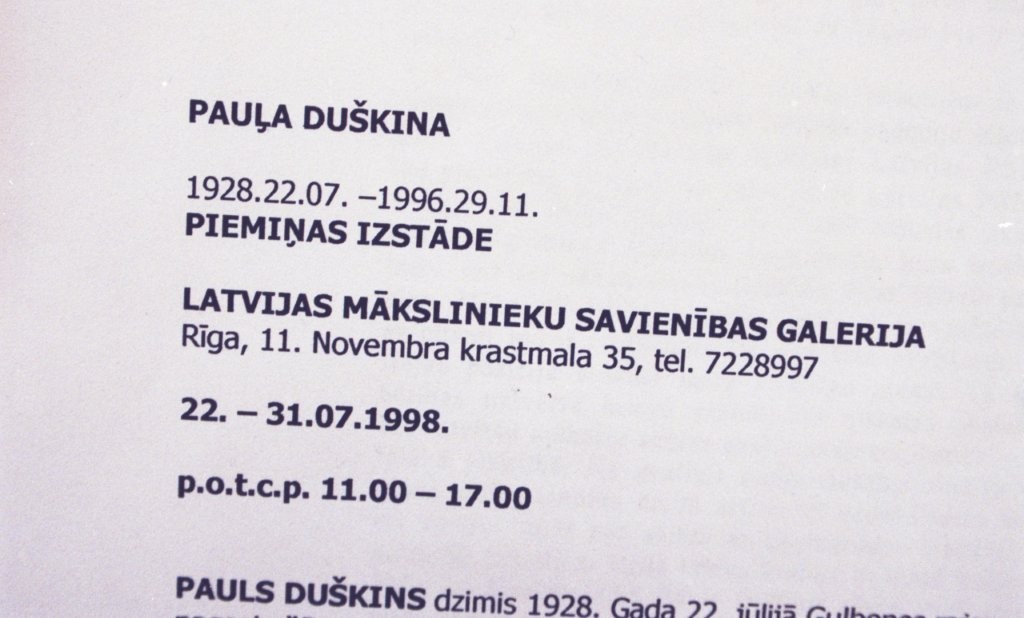 PAUĻA DUŠKINA
1928.22.07. –1996.29.11.
PIEMIŅAS IZSTĀDE
LATVIJAS MĀKSLINIEKU SAVIENĪBAS GALERIJA
Rīga, 11. Novembra krastmala 35, tel. 7228997
22. – 31.07.1998.
p.o.t.c.p. 11.00 – 17.00
PAULS DUŠKINS dzimis 1928. Gada 22. jūlijā Gulbenes